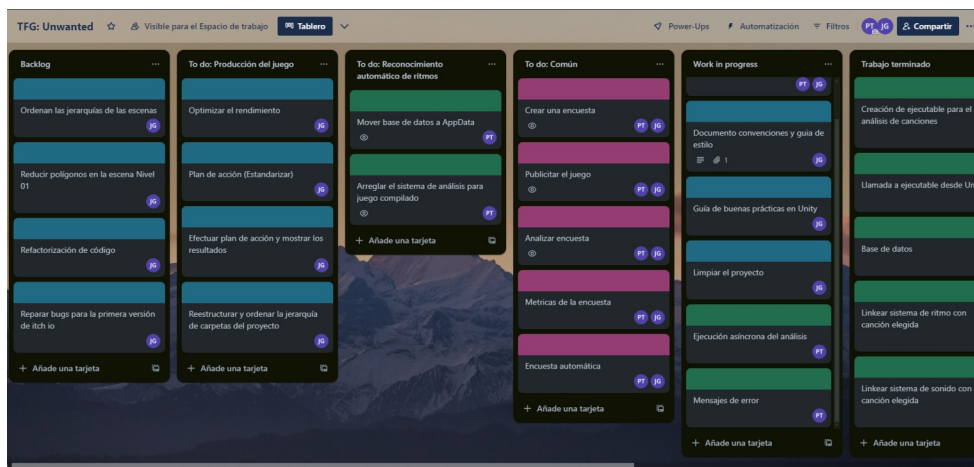 TFG: Unwanted
Visible para el Espacio de trabajo
Tablero
Power-Ups
Automatización
Filtros
PT
JG
Compartir
Backlog
Ordenan las jerarquías de las escenas
JG
Reducir polígonos en la escena Nivel
01
JG
Refactorización de código
JG
Reparar bugs para la primera versión
de itch io
JG
+ Añade una tarjeta
To do: Producción del juego
Optimizar el rendimiento
JG
Plan de acción (Estandarizar)
JG
Efectuar plan de acción y mostrar los
resultados
JG
Reestructurar y ordenar la jerarquía
de carpetas del proyecto
JG
+ Añade una tarjeta
To do: Reconocimiento
automático de ritmos
Mover base de datos a AppData
PT
Arreglar el sistema de análisis para
juego compilado
PT
+ Añade una tarjeta
To do: Común
Crear una encuesta
PT JG
Publicitar el juego
PT JG
Analizar encuesta
PT JG
Metricas de la encuesta
PT JG
Encuesta automática
PT JG
+ Añade una tarjeta
Work in progress
PT JG
Documento convenciones y guia de
estilo
1
JG
Guía de buenas prácticas en Unity
JG
Limpiar el proyecto
JG
Ejecución asíncrona del análisis
PT
Mensajes de error
PT
+ Añade una tarjeta
Trabajo terminado
Creación de ejecutable para el
análisis de canciones
Llamada a ejecutable desde Un
Base de datos
Linkear sistema de ritmo con
canción elegida
Linkear sistema de sonido con
canción elegida
+ Añade una tarjeta